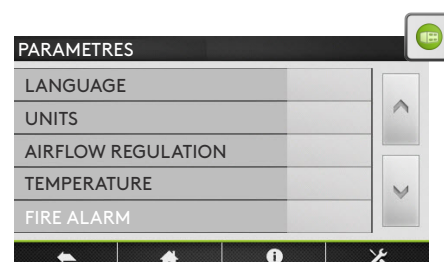 PARAMETRES
LANGUAGE
UNITS
AIRFLOW REGULATION
TEMPERATURE
FIRE ALARM